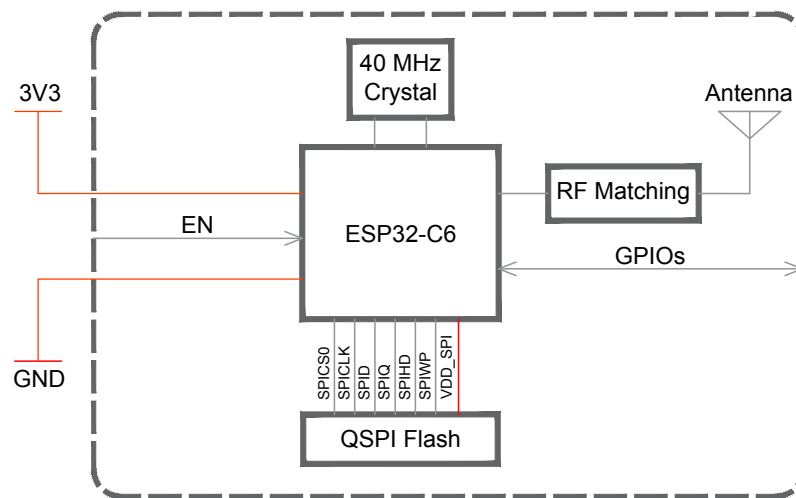 40 MHz
Crystal
3V3
Antenna
RF Matching
EN
ESP32-C6
GPIOs
GND
SPICS0
SPICLK
SPID
SPIQ
SPIHD
SPIWP
VDD_SPI
QSPI Flash